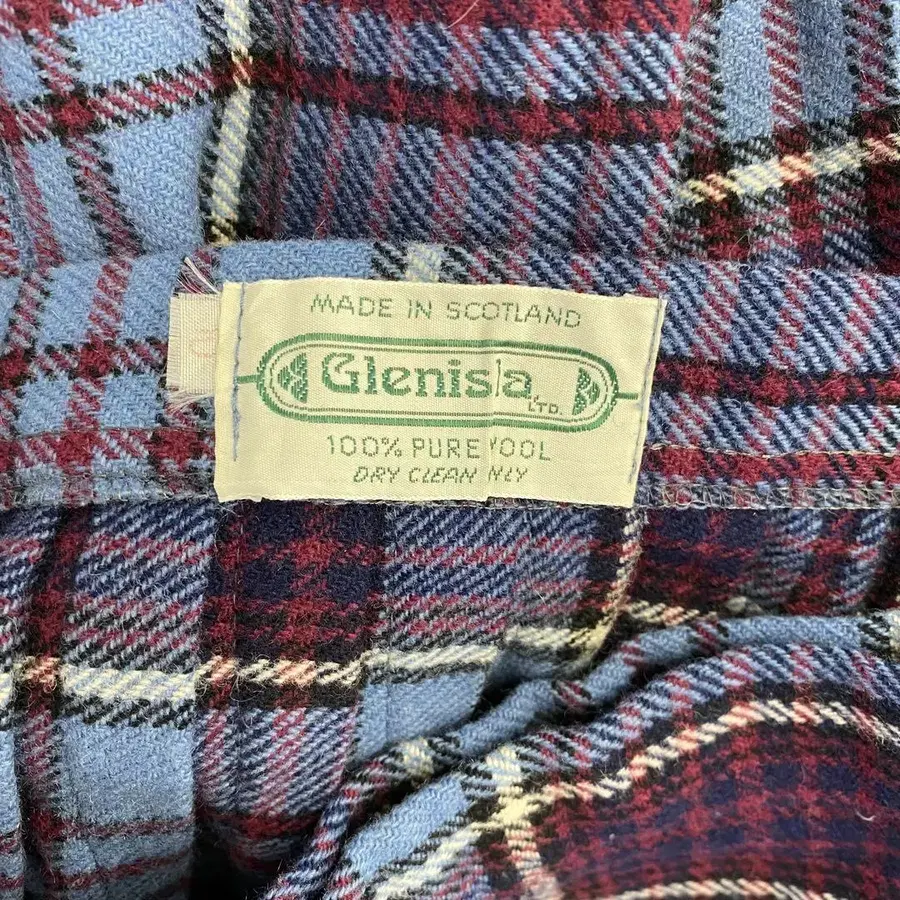 MADE IN SCOTLAND
Glenisla
LTD.
100% PURE WOOL
DRY CLEAN ONLY